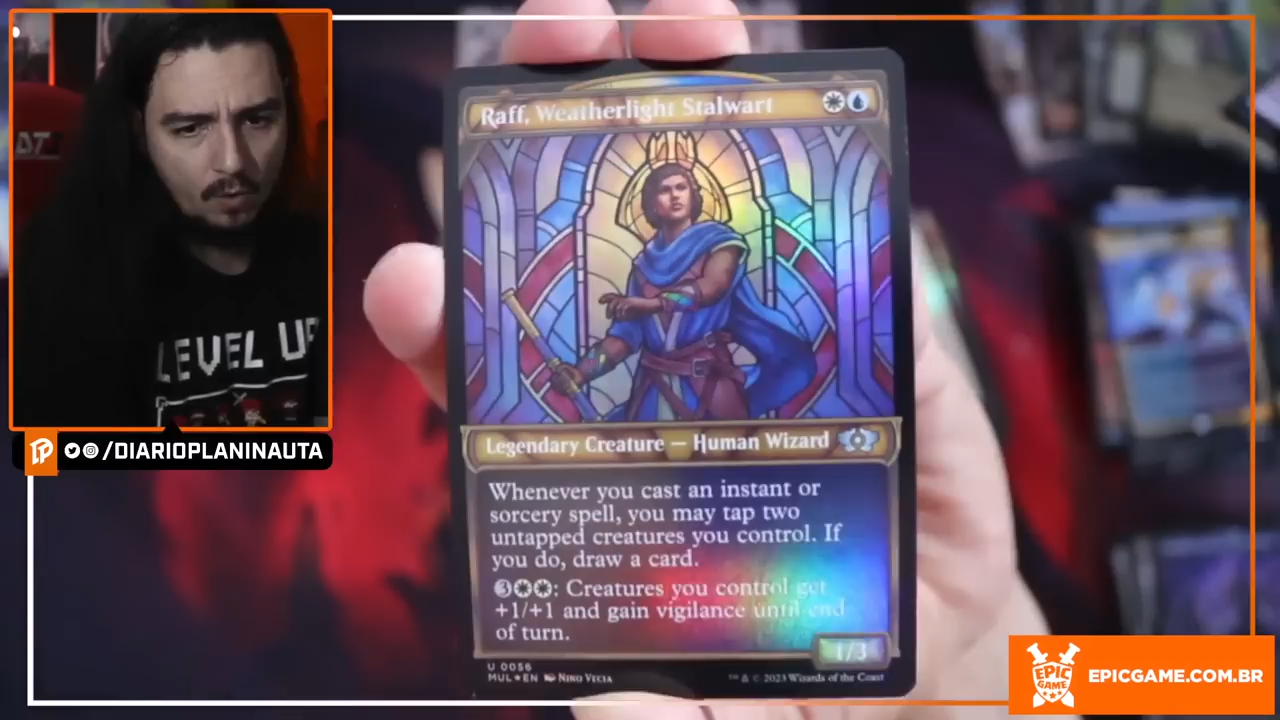 Raff, Weatherlight Stalwart
Legendary Creature — Human Wizard
Whenever you cast an instant or
sorcery spell, you may tap two
untapped creatures you control. If
you do, draw a card.
3: Creatures you control get
+1/+1 and gain vigilance until end
of turn.
1/3
U 0056
MUL★EN Nino Vecia
™ & © 2023 Wizards of the Coast
LEVEL UP
/DIARIOPLANINAUTA
EPIC
GAME
EPICGAME.COM.BR